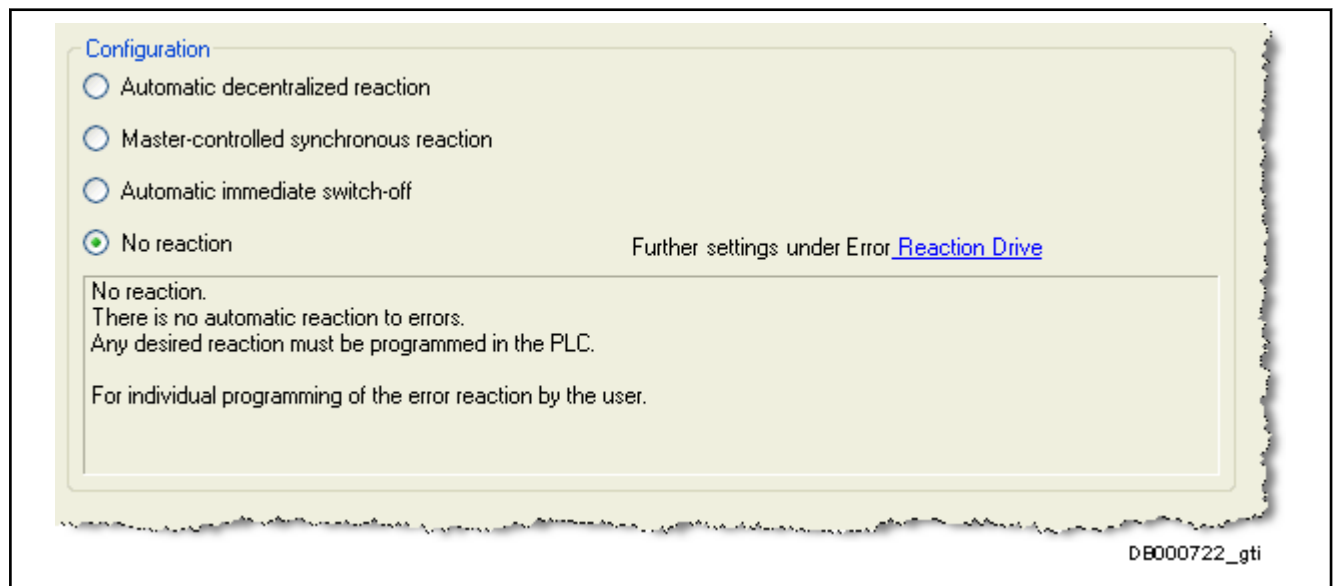 Configuration
Automatic decentralized reaction
Master-controlled synchronous reaction
Automatic immediate switch-off
No reaction
Further settings under Error Reaction Drive
No reaction.
There is no automatic reaction to errors.
Any desired reaction must be programmed in the PLC.
For individual programming of the error reaction by the user.
DB000722_gti